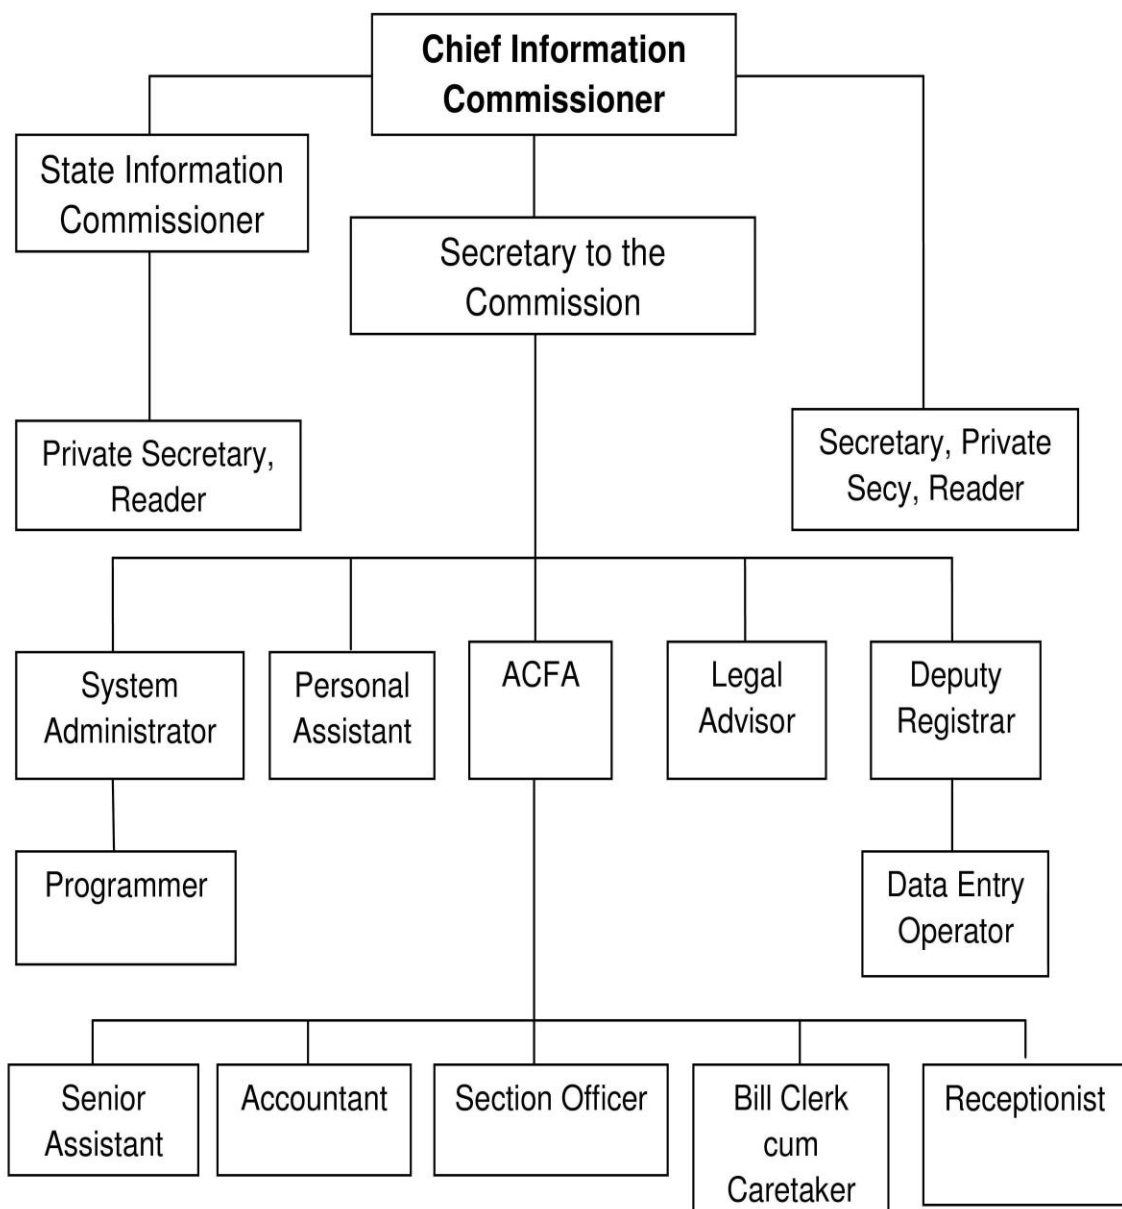 Chief Information
Commissioner
State Information
Commissioner
Secretary to the
Commission
Private Secretary,
Reader
Secretary, Private
Secy, Reader
System
Administrator
Personal
Assistant
ACFA
Legal
Advisor
Deputy
Registrar
Programmer
Data Entry
Operator
Senior
Assistant
Accountant
Section Officer
Bill Clerk
cum
Caretaker
Receptionist